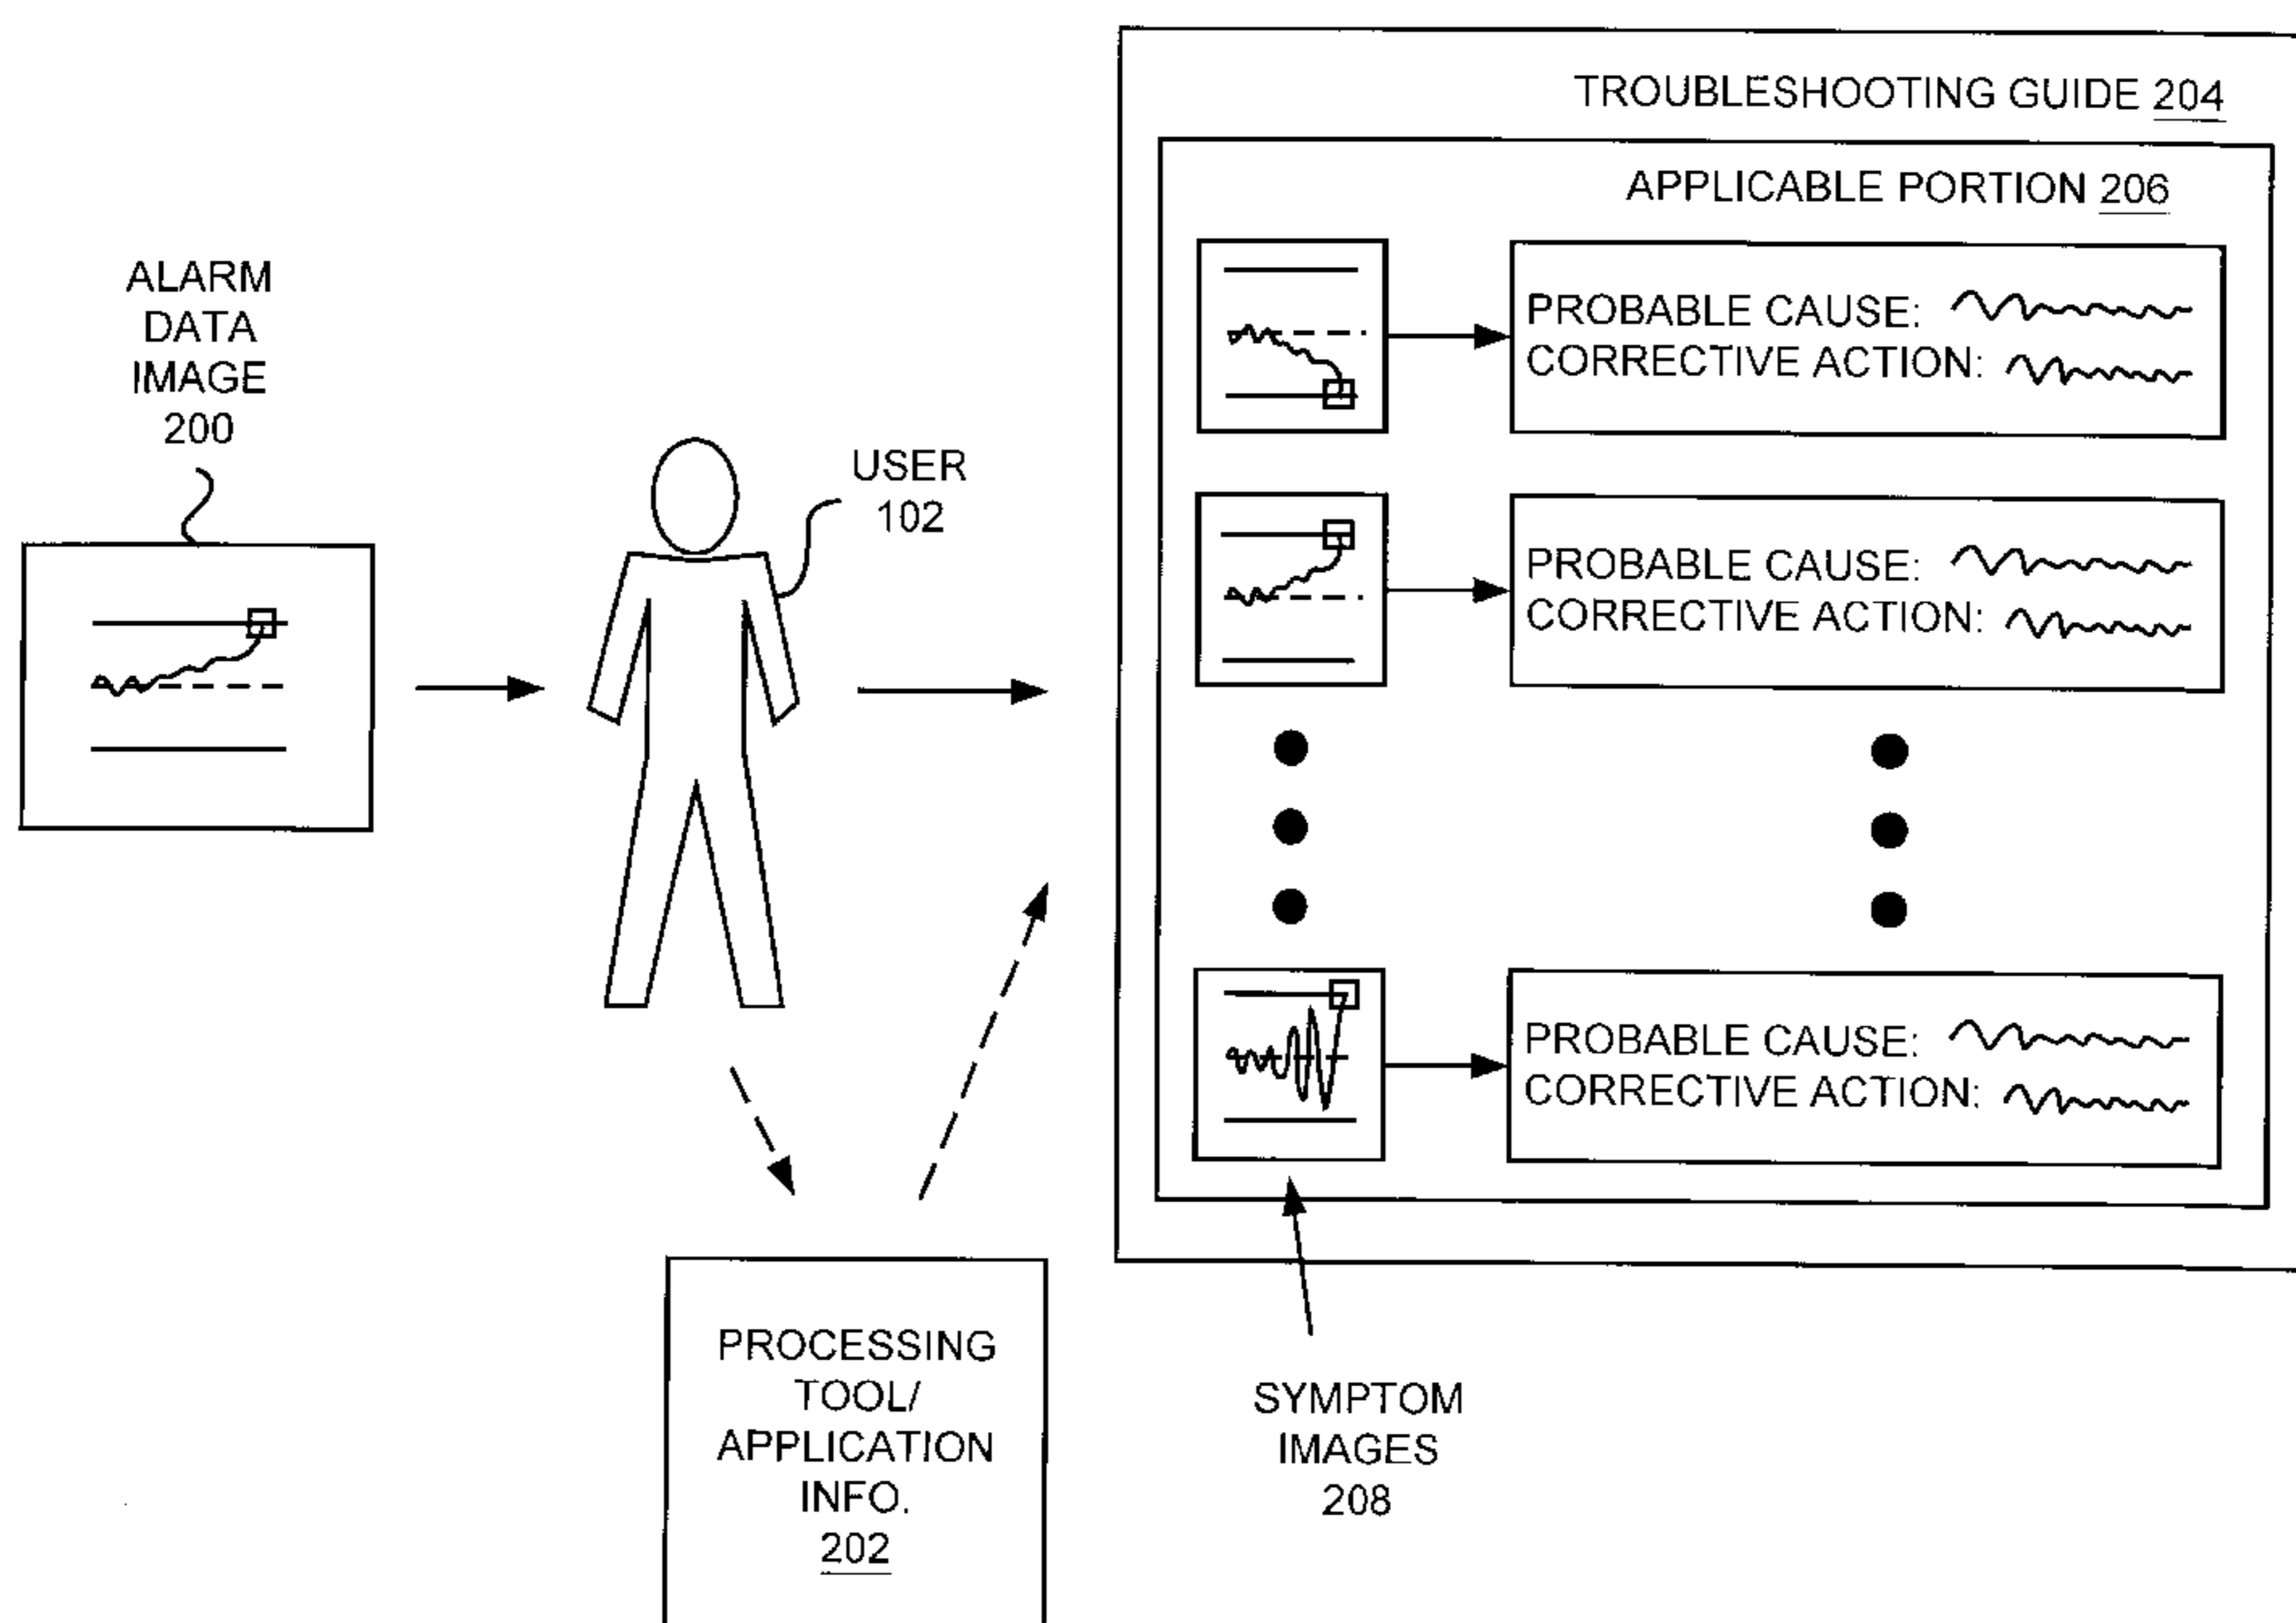 ALARM
DATA
IMAGE
200
USER
102
TROUBLESHOOTING GUIDE 204
APPLICABLE PORTION 206
PROBABLE CAUSE:
CORRECTIVE ACTION:
PROBABLE CAUSE:
CORRECTIVE ACTION:
PROBABLE CAUSE:
CORRECTIVE ACTION:
PROCESSING
TOOL/
APPLICATION
INFO.
202
SYMPTOM
IMAGES
208